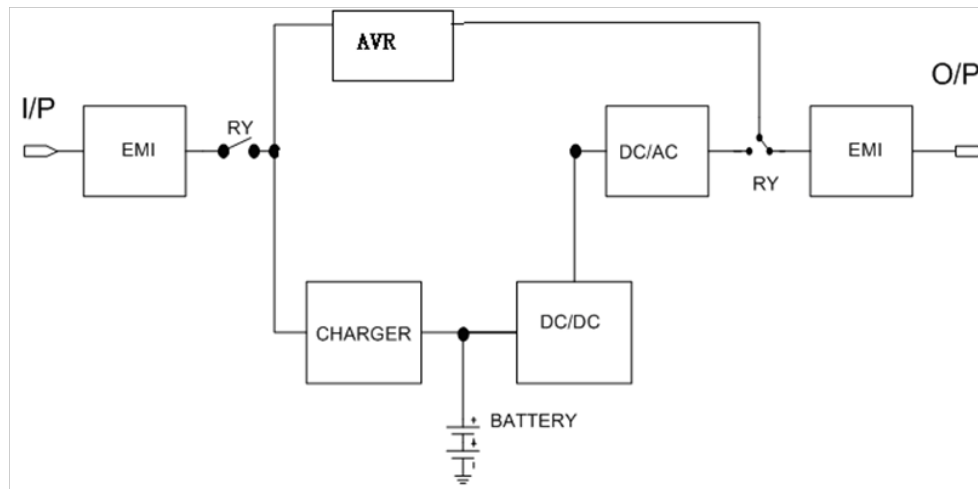 AVR
I/P
O/P
EMI
RY
DC/AC
RY
EMI
CHARGER
DC/DC
BATTERY